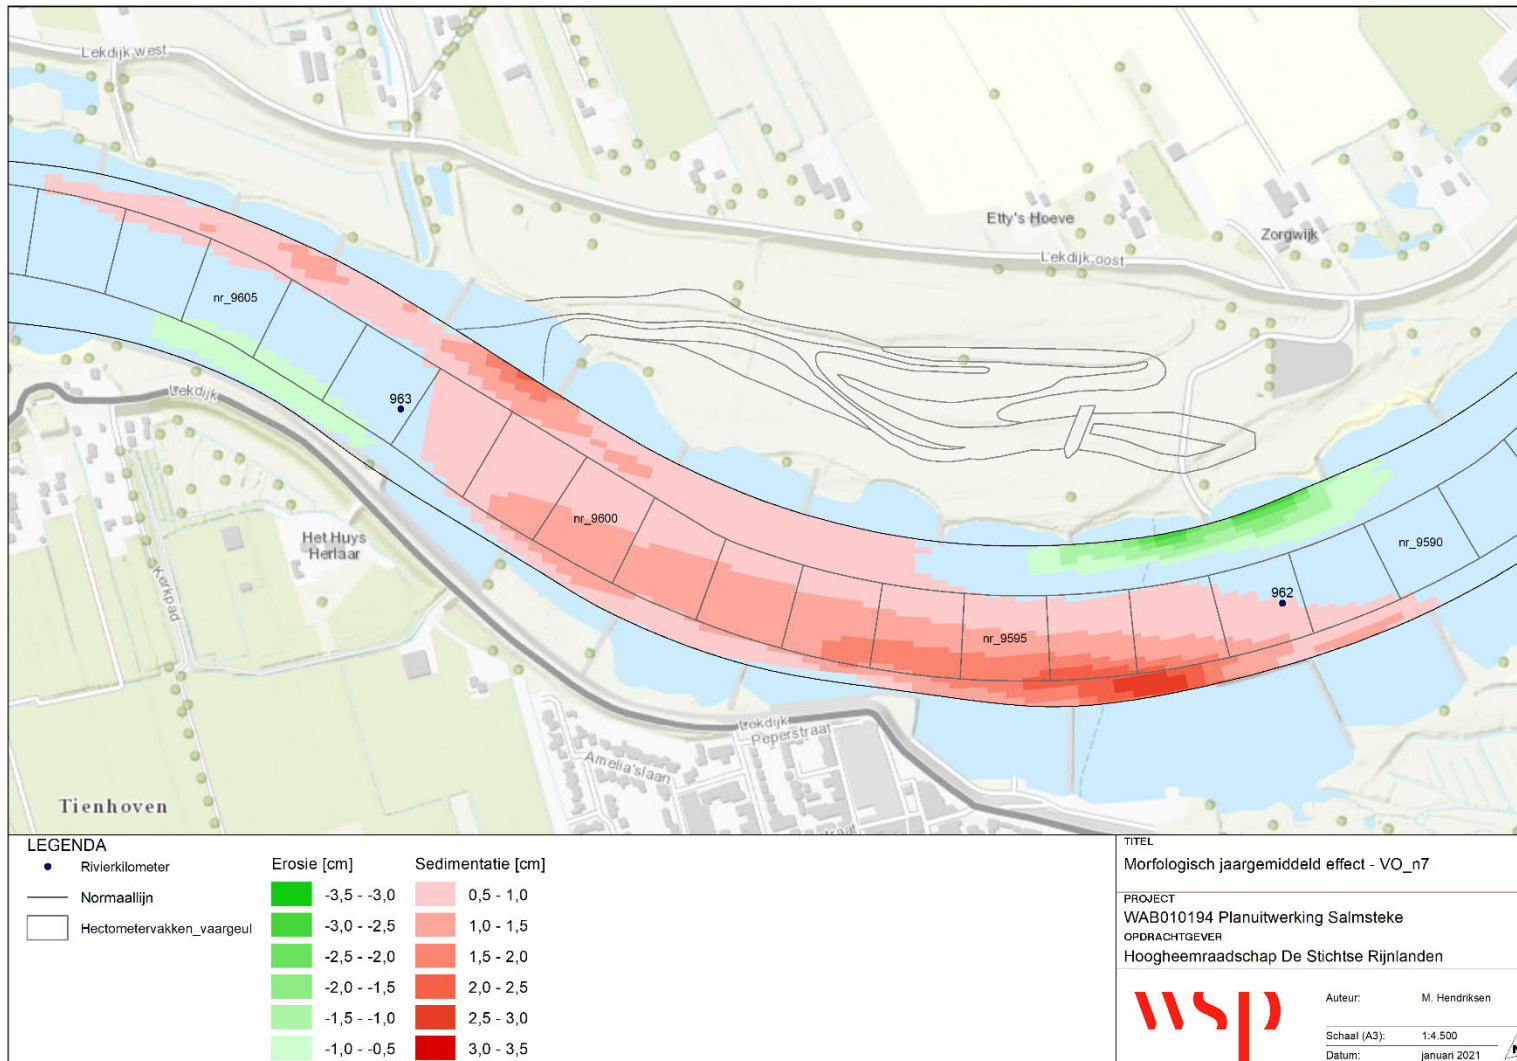 Lekdijk west
Etty's Hoeve
Zorgwijk
Lekdijk oost
nr_9605
963
Lekdijk
nr_9600
Het Huys
Herlaar
Kerkpad
nr_9590
962
nr_9595
Lekdijk
Peperstraat
Amelia'slaan
Tienhoven
LEGENDA
Rivierkilometer
Normaallijn
Hectometervakken_vaargeul
Erosie [cm]
-3,5 - -3,0
-3,0 - -2,5
-2,5 - -2,0
-2,0 - -1,5
-1,5 - -1,0
-1,0 - -0,5
Sedimentatie [cm]
0,5 - 1,0
1,0 - 1,5
1,5 - 2,0
2,0 - 2,5
2,5 - 3,0
3,0 - 3,5
TITEL
Morfologisch jaargemiddeld effect - VO_n7
PROJECT
WAB010194 Planuitwerking Salmsteke
OPDRACHTGEVER
Hoogheemraadschap De Stichtse Rijnlanden
wsp
Auteur: M. Hendriksen
Schaal (A3): 1:4.500
Datum: januari 2021